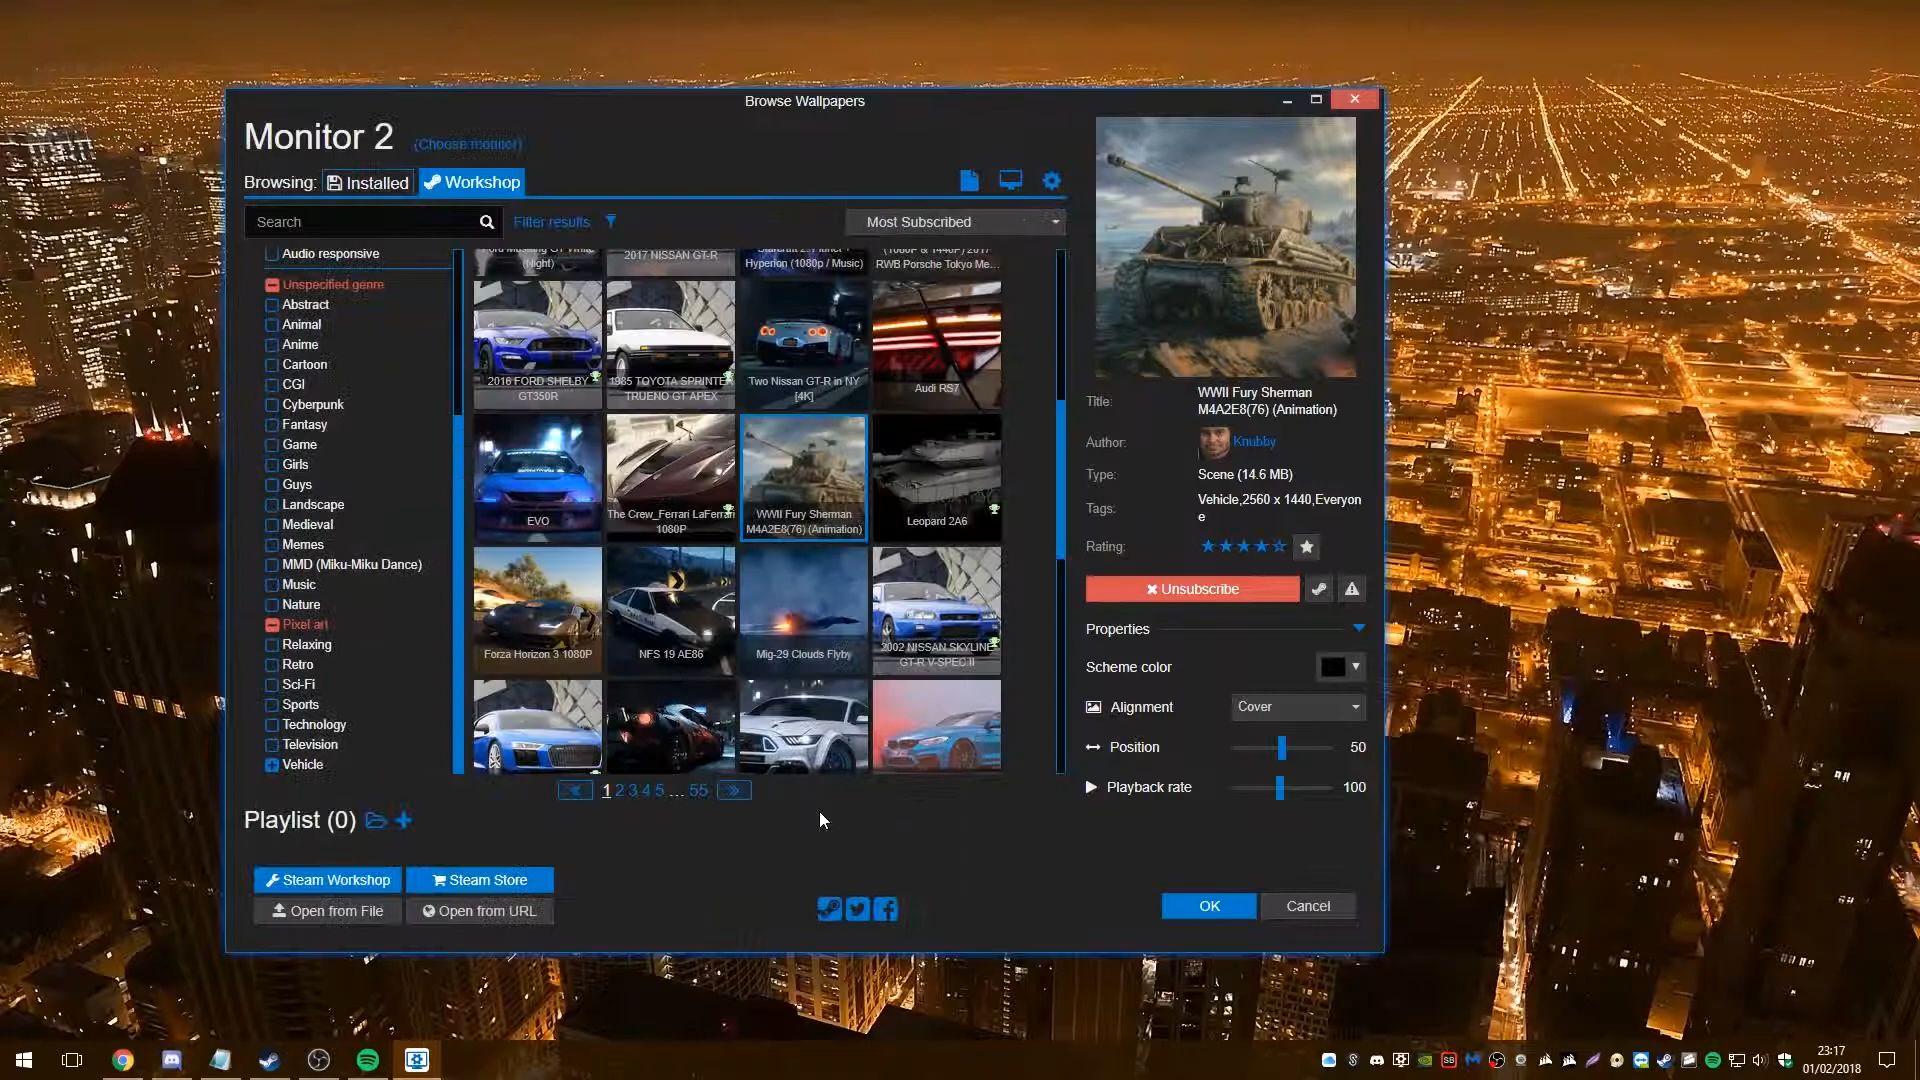 Browse Wallpapers
Monitor 2 (Choose monitor)
Browsing: Installed Workshop
Search
Filter results
Most Subscribed
Audio responsive
Unspecified genre
Abstract
Animal
Anime
Cartoon
CGI
Cyberpunk
Fantasy
Game
Girls
Guys
Landscape
Medieval
Memes
MMD (Miku-Miku Dance)
Music
Nature
Pixel art
Relaxing
Retro
Sci-Fi
Sports
Technology
Television
Vehicle
(Night)
2017 NISSAN GT-R
Hyperion (1080p / Music)
RWB Porsche Tokyo Me...
2016 FORD SHELBY
GT350R
1985 TOYOTA SPRINTER
TRUENO GT APEX
Two Nissan GT-R in NY
[4K]
Audi RS7
EVO
The Crew_Ferrari LaFerrari
1080P
WWII Fury Sherman
M4A2E8(76) (Animation)
Leopard 2A6
Forza Horizon 3 1080P
NFS 19 AE86
Mig-29 Clouds Flyby
2002 NISSAN SKYLINE
GT-R V-SPEC II
1 2 3 4 5 ... 55
Playlist (0)
Steam Workshop
Steam Store
Open from File
Open from URL
Title:
WWII Fury Sherman
M4A2E8(76) (Animation)
Author:
Knubby
Type:
Scene (14.6 MB)
Tags:
Vehicle,2560 x 1440,Everyon
e
Rating:
Unsubscribe
Properties
Scheme color
Alignment
Cover
Position
50
Playback rate
100
OK
Cancel
SB
23:17
01/02/2018